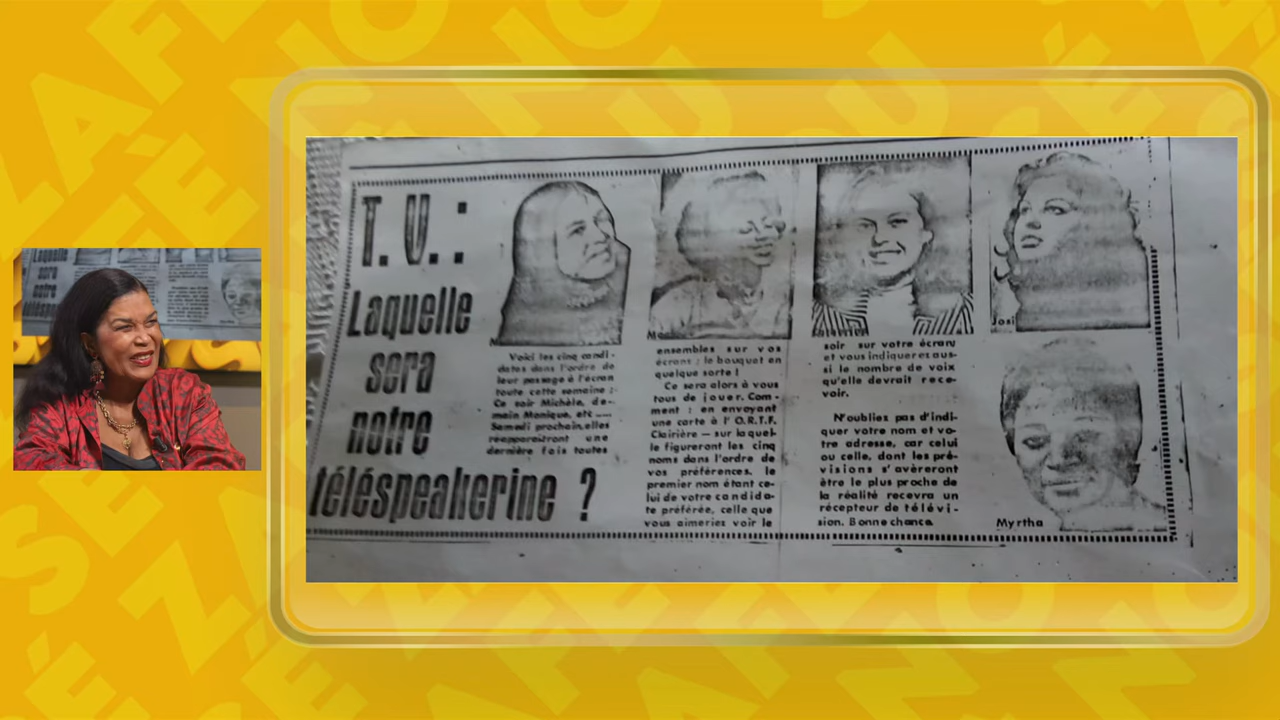 T.V.:
Laquelle
sera
notre
téléspeakerine ?
Voici les cinq candi-
dates dans l'ordre de
leur passage à l'écran
toute cette semaine :
Ce soir Michèle, de-
main Monique, etc ....
Samedi prochain, elles
réapparaitront une
dernière fois toutes
ensembles sur vos
écrans ; le bouquet en
quelque sorte !
Ce sera alors à vous
tous de jouer. Com-
ment : en envoyant
une carte à l' O.R.T.F.
Clairière — sur laquel-
le figureront les cinq
noms dans l'ordre de
vos préférences, le
premier nom étant ce-
lui de votre candida-
te préférée, celle que
vous aimeriez voir le
soir sur votre écran;
et vous indiquerez aus-
si le nombre de voix
qu'elle devrait rece-
voir.
N'oubliez pas d'indi-
quer votre nom et vo-
tre adresse, car celui
ou celle, dont les pré-
visions s'avèreront
être le plus proche de
la réalité recevra un
récepteur de télévi-
sion. Bonne chance.
Josi
Myrtha
Laquelle
sera
notre